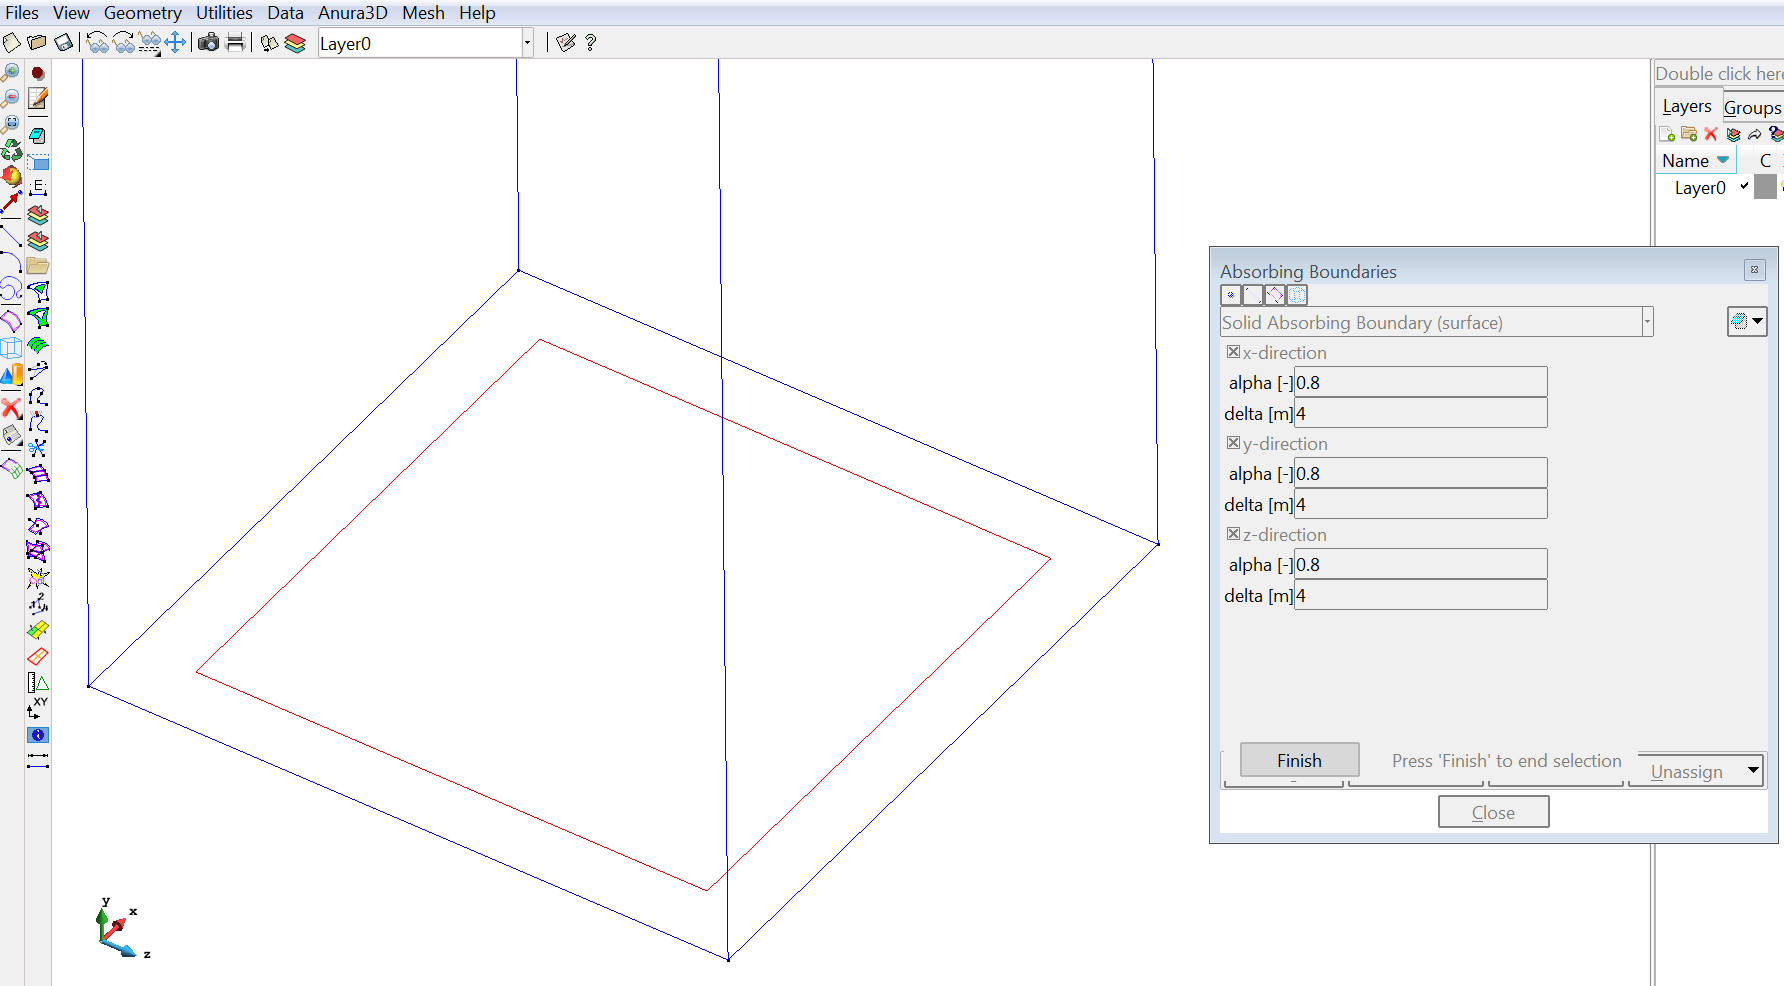 Files View Geometry Utilities Data Anura3D Mesh Help
Layer0
Double click here
Layers Groups
Name C
Layer0
Absorbing Boundaries
Solid Absorbing Boundary (surface)
x-direction
alpha [-] 0.8
delta [m] 4
y-direction
alpha [-] 0.8
delta [m] 4
z-direction
alpha [-] 0.8
delta [m] 4
Finish Press 'Finish' to end selection Unassign
Close
E
2
XY
y
x
z